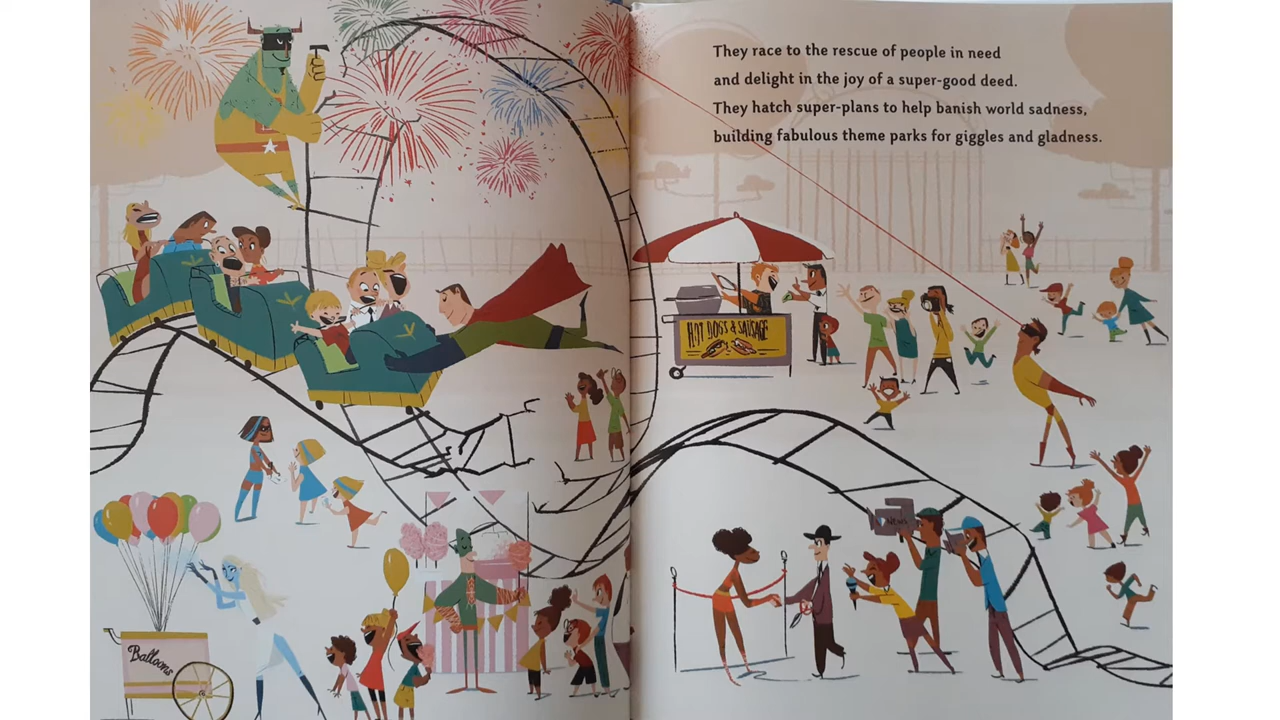 They race to the rescue of people in need
and delight in the joy of a super-good deed.
They hatch super-plans to help banish world sadness,
building fabulous theme parks for giggles and gladness.
HOT DOGS & SAUSAGE
NEWS
Balloons